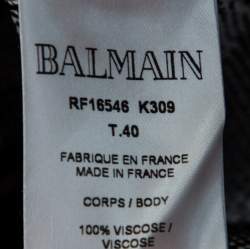 BALMAIN
RF16546 K309
T.40
FABRIQUE EN FRANCE
MADE IN FRANCE
CORPS / BODY
100% VISCOSE /
VISCOSE